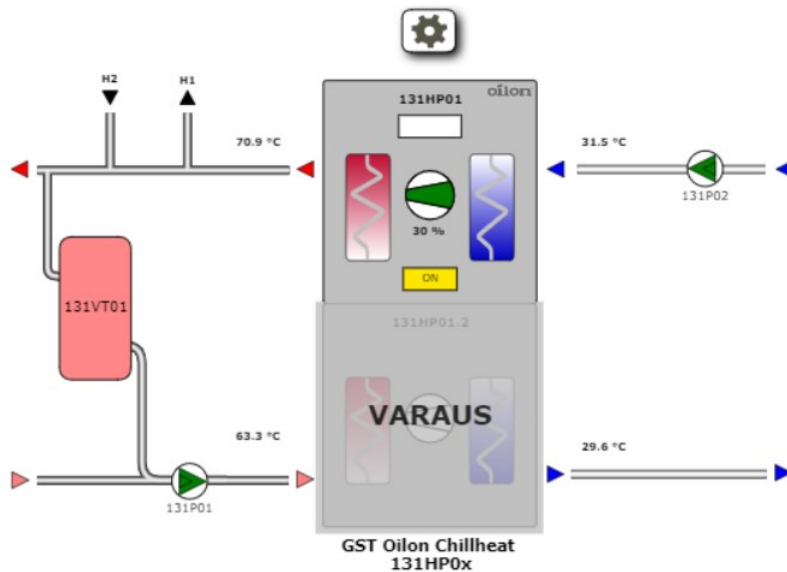 H2
H1
131HP01
oilon
70.9 °C
31.5 °C
131P02
30 %
ON
131VT01
131HP01.2
VARAUS
63.3 °C
29.6 °C
131P01
GST Oilon Chillheat
131HP0x